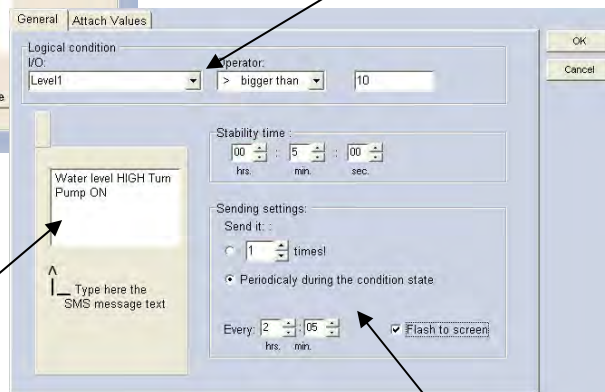 General Attach Values
Logical condition
I/O: Operator:
Level1 > bigger than 10
OK
Cancel
e
Stability time :
00 : 5 : 00
hrs. min. sec.
Water level HIGH Turn
Pump ON
Type here the
SMS message text
Sending settings:
Send it: :
1 times!
Periodicaly during the condition state
Every: 2 : 05 Flash to screen
hrs. min.